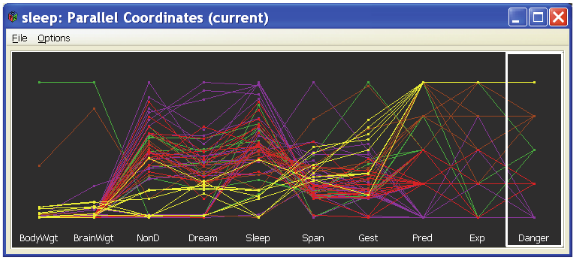 sleep: Parallel Coordinates (current)
File Options
BodyWgt BrainWgt NonD Dream Sleep Span Gest Pred Exp Danger